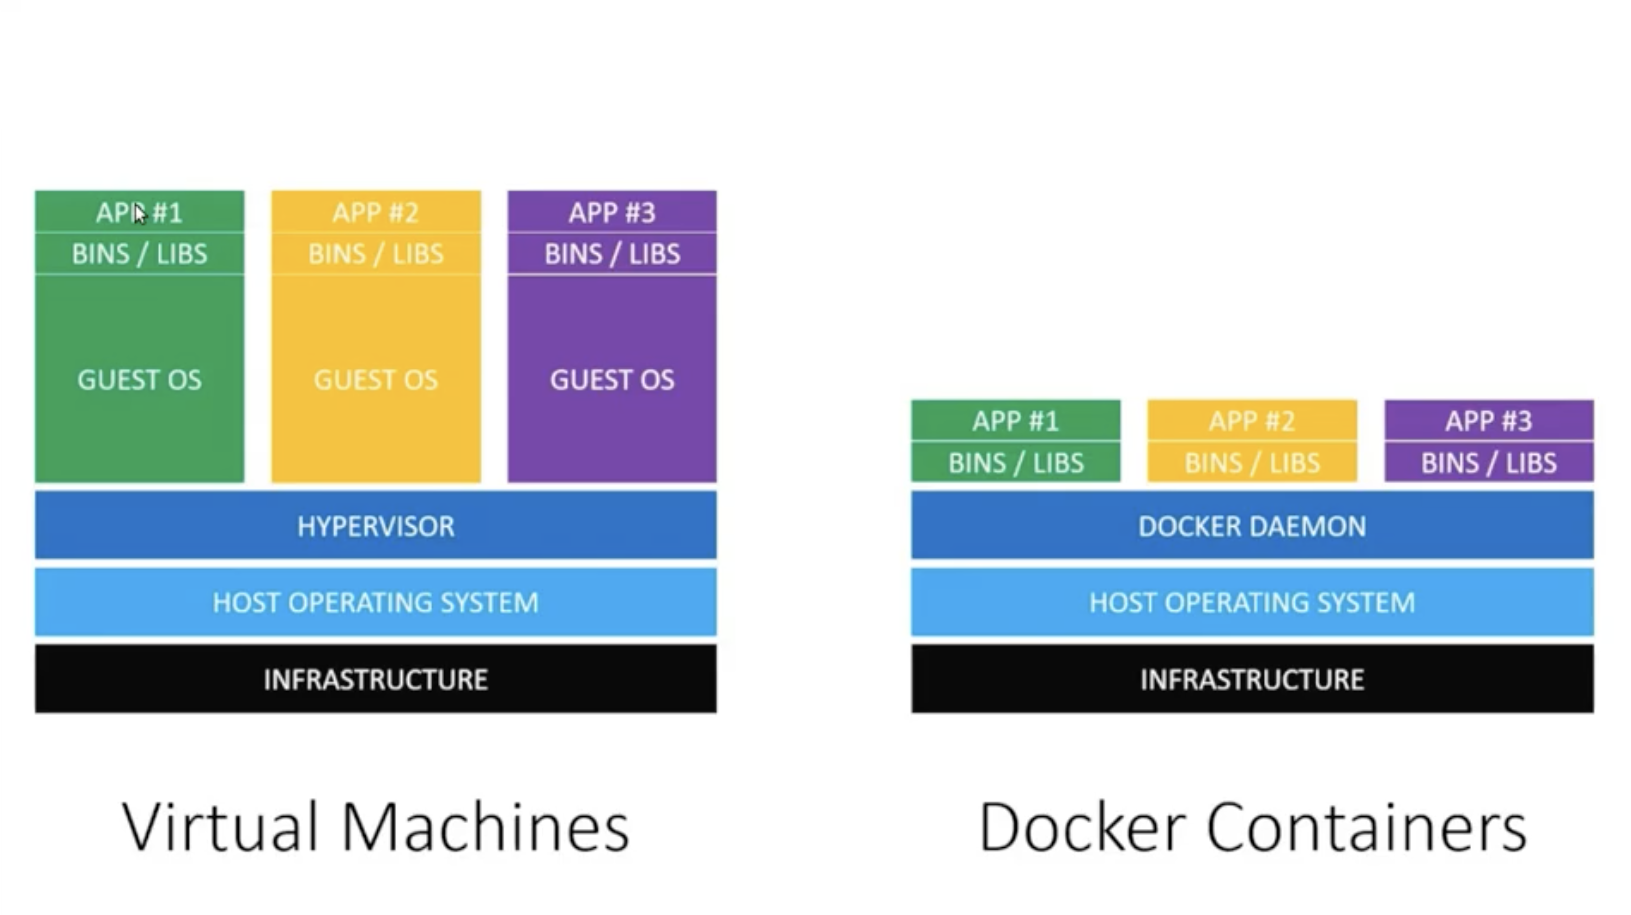 APP #1
BINS / LIBS
GUEST OS
APP #2
BINS / LIBS
GUEST OS
APP #3
BINS / LIBS
GUEST OS
HYPERVISOR
HOST OPERATING SYSTEM
INFRASTRUCTURE
Virtual Machines
APP #1
BINS / LIBS
APP #2
BINS / LIBS
APP #3
BINS / LIBS
DOCKER DAEMON
HOST OPERATING SYSTEM
INFRASTRUCTURE
Docker Containers